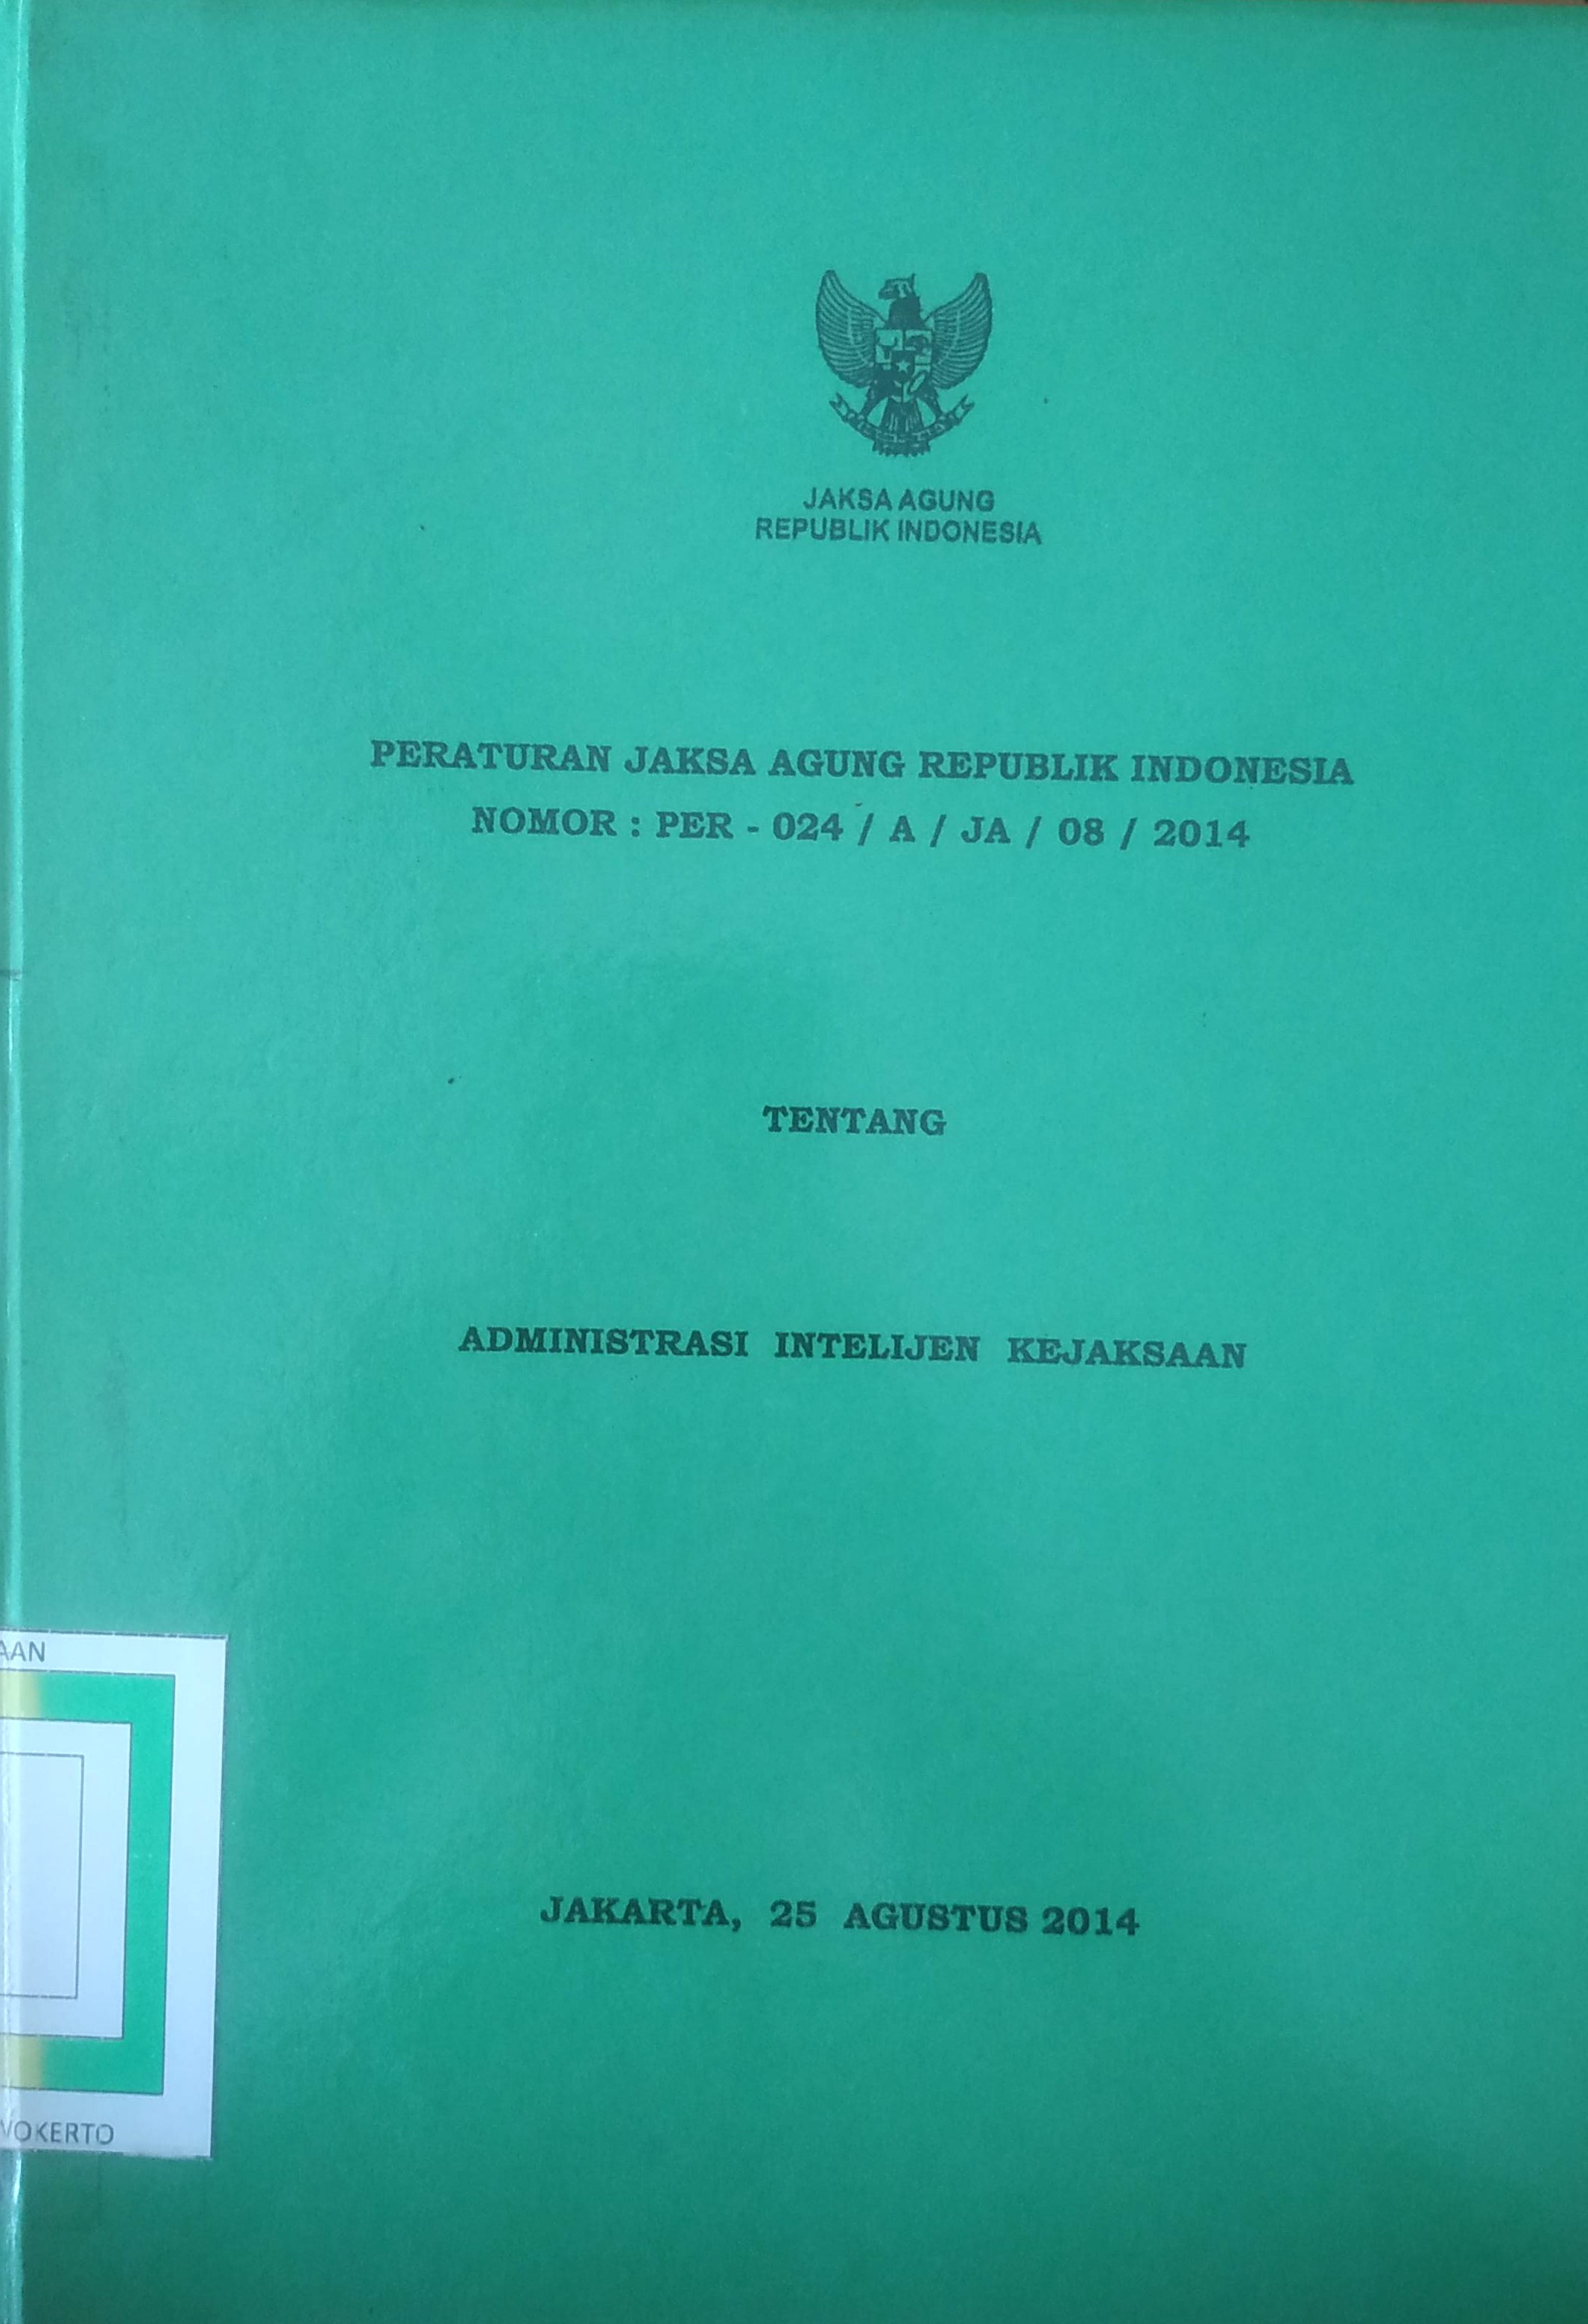 JAKSA AGUNG
REPUBLIK INDONESIA
PERATURAN JAKSA AGUNG REPUBLIK INDONESIA
NOMOR : PER - 024 / A / JA / 08 / 2014
TENTANG
ADMINISTRASI INTELIJEN KEJAKSAAN
JAKARTA, 25 AGUSTUS 2014
AAN
WOKERTO